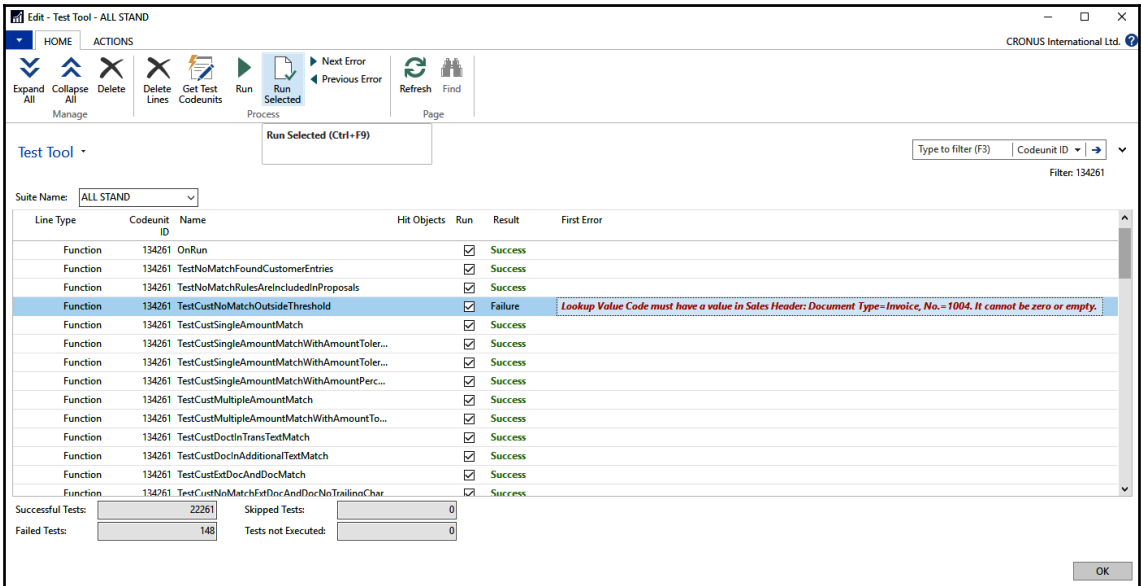 Edit - Test Tool - ALL STAND
HOME ACTIONS CRONUS International Ltd.
Expand All Collapse All Delete Delete Lines Get Test Codeunits Run Run Selected Next Error Previous Error Refresh Find
Manage Process Page
Run Selected (Ctrl+F9)
Test Tool Type to filter (F3) Codeunit ID
Filter: 134261
Suite Name: ALL STAND
Line Type Codeunit ID Name Hit Objects Run Result First Error
Function 134261 OnRun Success
Function 134261 TestNoMatchFoundCustomerEntries Success
Function 134261 TestNoMatchRulesAreIncludedInProposals Success
Function 134261 TestCustNoMatchOutsideThreshold Failure Lookup Value Code must have a value in Sales Header: Document Type=Invoice, No.=1004. It cannot be zero or empty.
Function 134261 TestCustSingleAmountMatch Success
Function 134261 TestCustSingleAmountMatchWithAmountToler... Success
Function 134261 TestCustSingleAmountMatchWithAmountToler... Success
Function 134261 TestCustSingleAmountMatchWithAmountPerc... Success
Function 134261 TestCustMultipleAmountMatch Success
Function 134261 TestCustMultipleAmountMatchWithAmountTo... Success
Function 134261 TestCustDoctInTransTextMatch Success
Function 134261 TestCustDocInAdditionalTextMatch Success
Function 134261 TestCustExtDocAndDocMatch Success
Function 134261 TestCustNoMatchExtDocAndDocNoTrailingChar Success
Successful Tests: 22261 Skipped Tests: 0
Failed Tests: 148 Tests not Executed: 0
OK